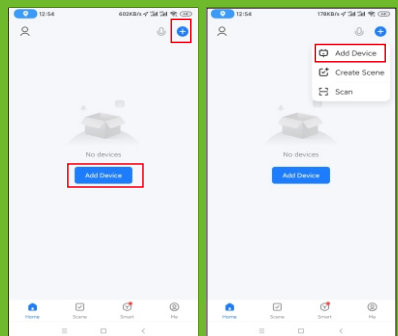 12:54
602KB/s
No devices
Add Device
Home
Scene
Smart
Me
12:54
178KB/s
Add Device
Create Scene
Scan
No devices
Add Device
Home
Scene
Smart
Me